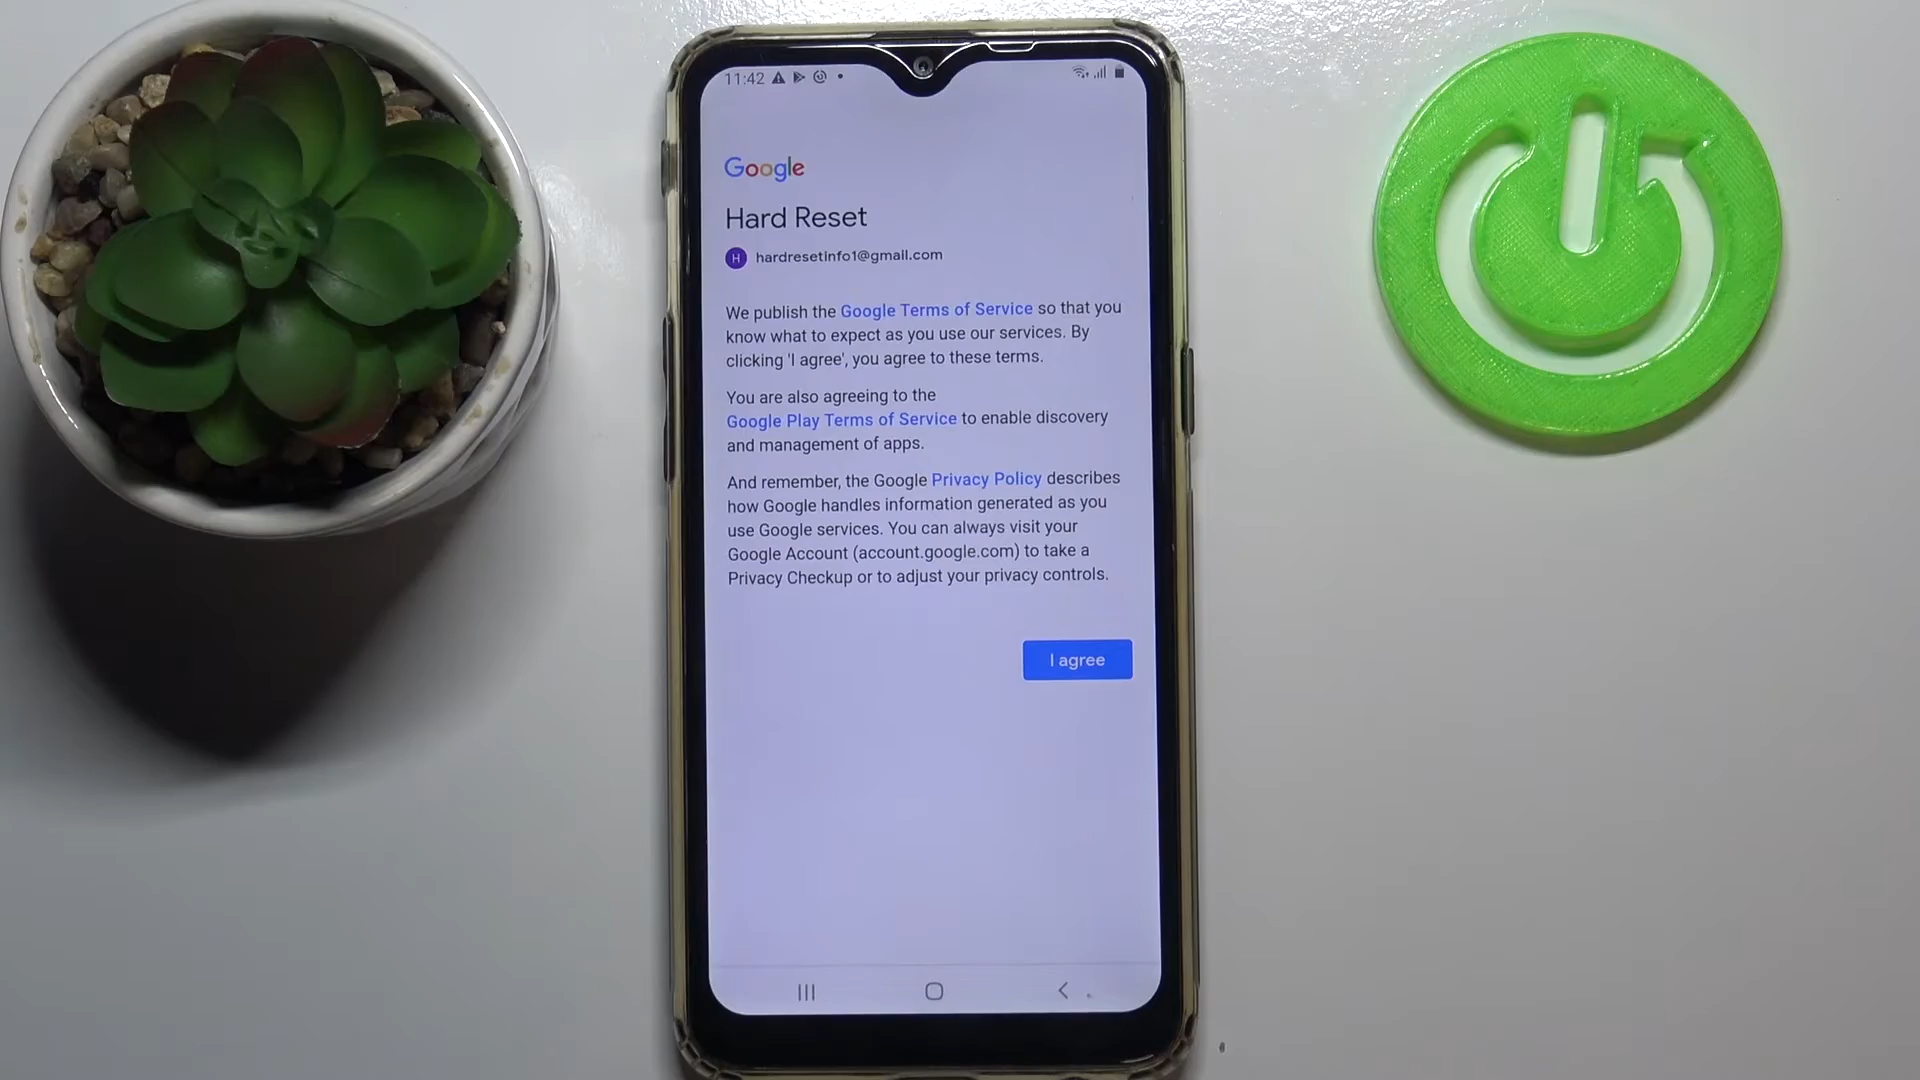 11:42
Google
Hard Reset
H hardresetinfo1@gmail.com
We publish the Google Terms of Service so that you
know what to expect as you use our services. By
clicking 'I agree', you agree to these terms.
You are also agreeing to the
Google Play Terms of Service to enable discovery
and management of apps.
And remember, the Google Privacy Policy describes
how Google handles information generated as you
use Google services. You can always visit your
Google Account (account.google.com) to take a
Privacy Checkup or to adjust your privacy controls.
I agree